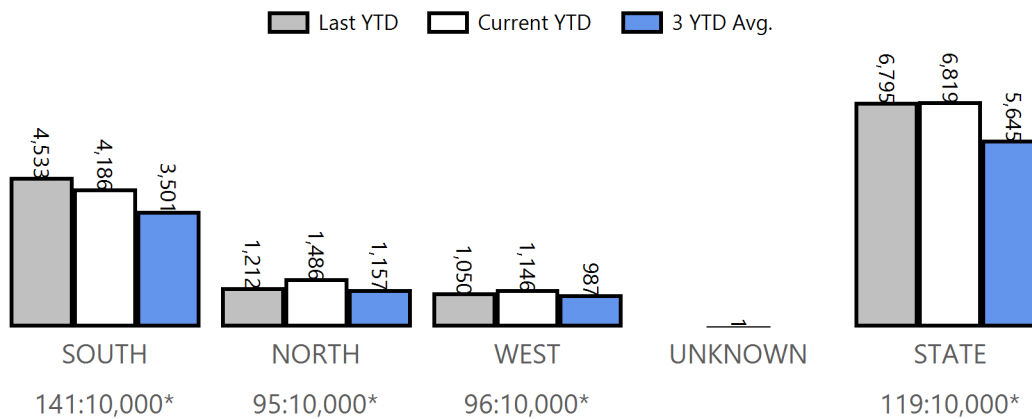 Last YTD Current YTD 3 YTD Avg.
4,533 4,186 3,501 1,212 1,486 1,157 1,050 1,146 987 1 6,795 6,819 5,645
SOUTH NORTH WEST UNKNOWN STATE
141:10,000* 95:10,000* 96:10,000* 119:10,000*